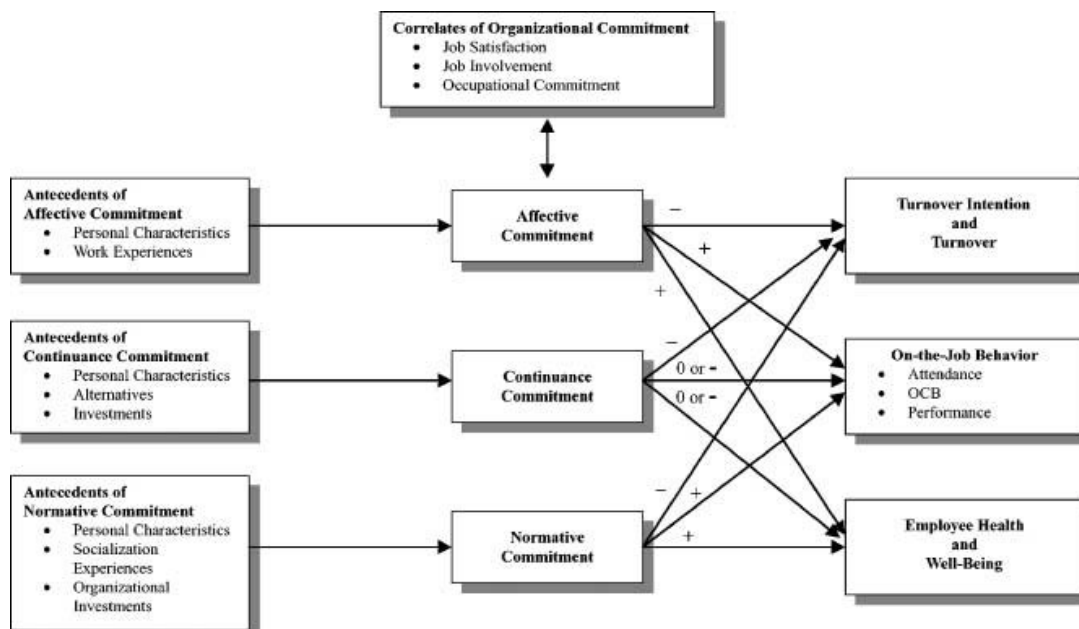 Correlates of Organizational Commitment
• Job Satisfaction
• Job Involvement
• Occupational Commitment
Antecedents of
Affective Commitment
• Personal Characteristics
• Work Experiences
Affective
Commitment
−
+
+
Turnover Intention
and
Turnover
Antecedents of
Continuance Commitment
• Personal Characteristics
• Alternatives
• Investments
Continuance
Commitment
−
0 or -
0 or -
On-the-Job Behavior
• Attendance
• OCB
• Performance
Antecedents of
Normative Commitment
• Personal Characteristics
• Socialization
Experiences
• Organizational
Investments
Normative
Commitment
− +
+
Employee Health
and
Well-Being